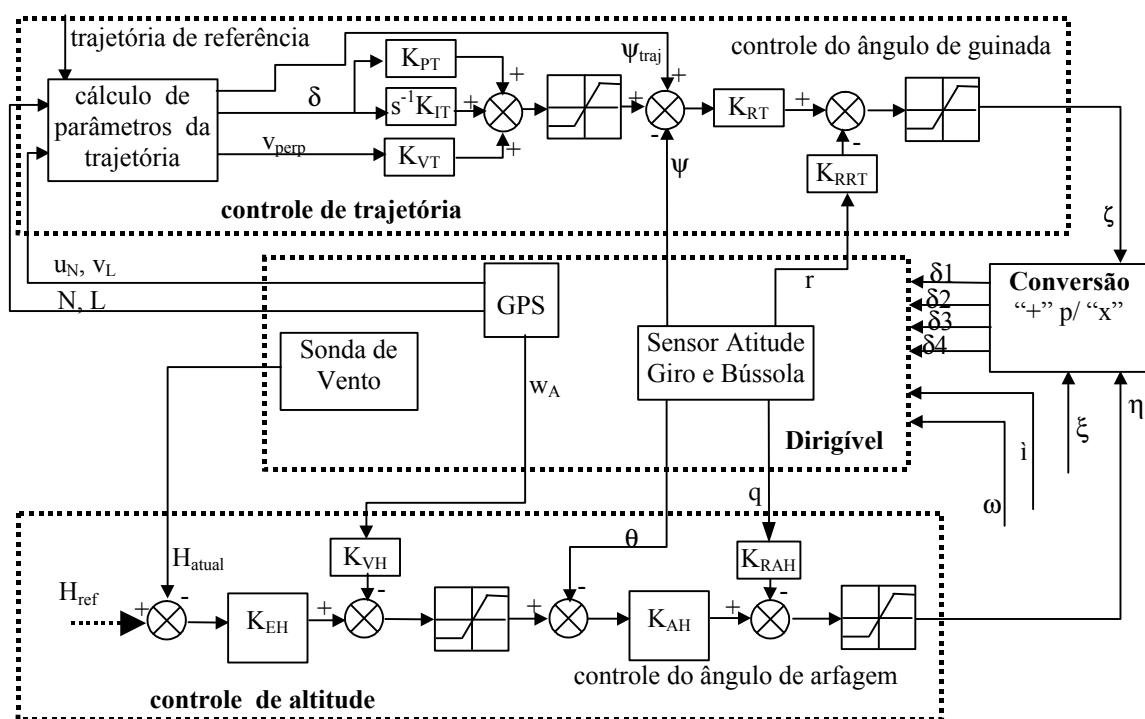 trajetória de referência
cálculo de
parâmetros da
trajetória
δ
v_perp
K_PT
s⁻¹K_IT
K_VT
+
+
+
+
ψ_traj
+
-
ψ
controle do ângulo de guinada
K_RT
+
-
K_RRT
controle de trajetória
ζ
u_N, v_L
N, L
GPS
r
Sonda de
Vento
w_A
Sensor Atitude
Giro e Bússola
Dirigível
δ1
δ2
δ3
δ4
Conversão
“+” p/ “x”
η
ξ
ì
ω
q
θ
H_atual
H_ref
+
-
K_EH
K_VH
+
-
+
-
K_AH
K_RAH
+
-
controle do ângulo de arfagem
controle de altitude